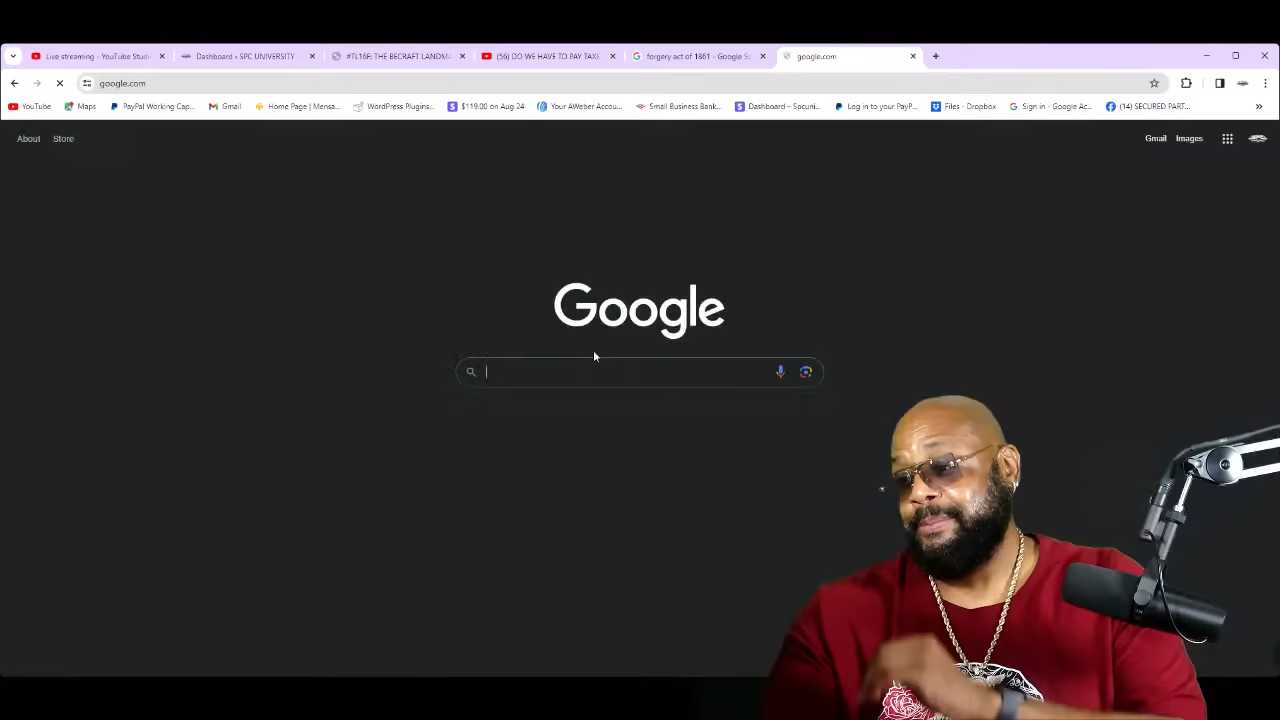 Live streaming - YouTube Studi
Dashboard ‹ SPC UNIVERSITY
#TL16F: THE BECRAFT LANDMA
(56) DO WE HAVE TO PAY TAXE
forgery act of 1861 - Google Se
google.com
google.com
YouTube
Maps
PayPal Working Cap...
Gmail
Home Page | Mensa...
WordPress Plugins...
$119.00 on Aug 24
Your AWeber Accou...
Small Business Bank...
Dashboard – Spcuni...
Log in to your PayP...
Files - Dropbox
Sign in - Google Ac...
(14) SECURED PART...
About
Store
Gmail
Images
Google